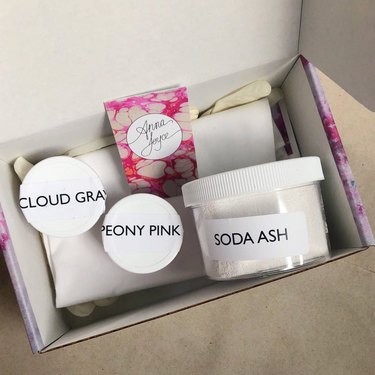 Anna
Joyce
CLOUD GRAY
PEONY PINK
SODA ASH